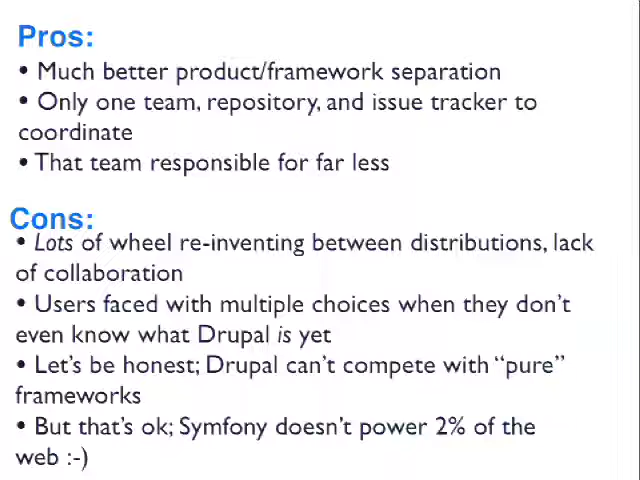 Pros:
• Much better product/framework separation
• Only one team, repository, and issue tracker to
coordinate
• That team responsible for far less
Cons:
• Lots of wheel re-inventing between distributions, lack
of collaboration
• Users faced with multiple choices when they don't
even know what Drupal is yet
• Let's be honest; Drupal can't compete with “pure”
frameworks
• But that's ok; Symfony doesn't power 2% of the
web :-)